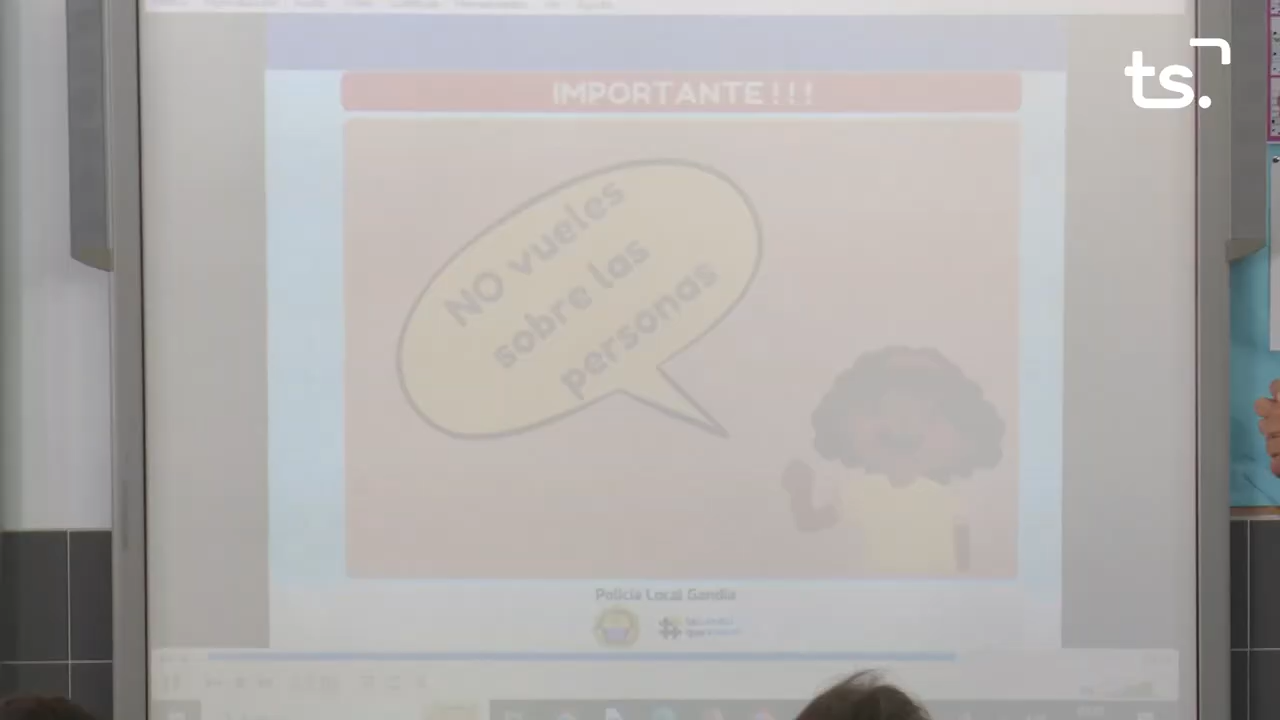 ts.
IMPORTANTE!!!
NO vueles
sobre las
personas
Policía Local Gandia